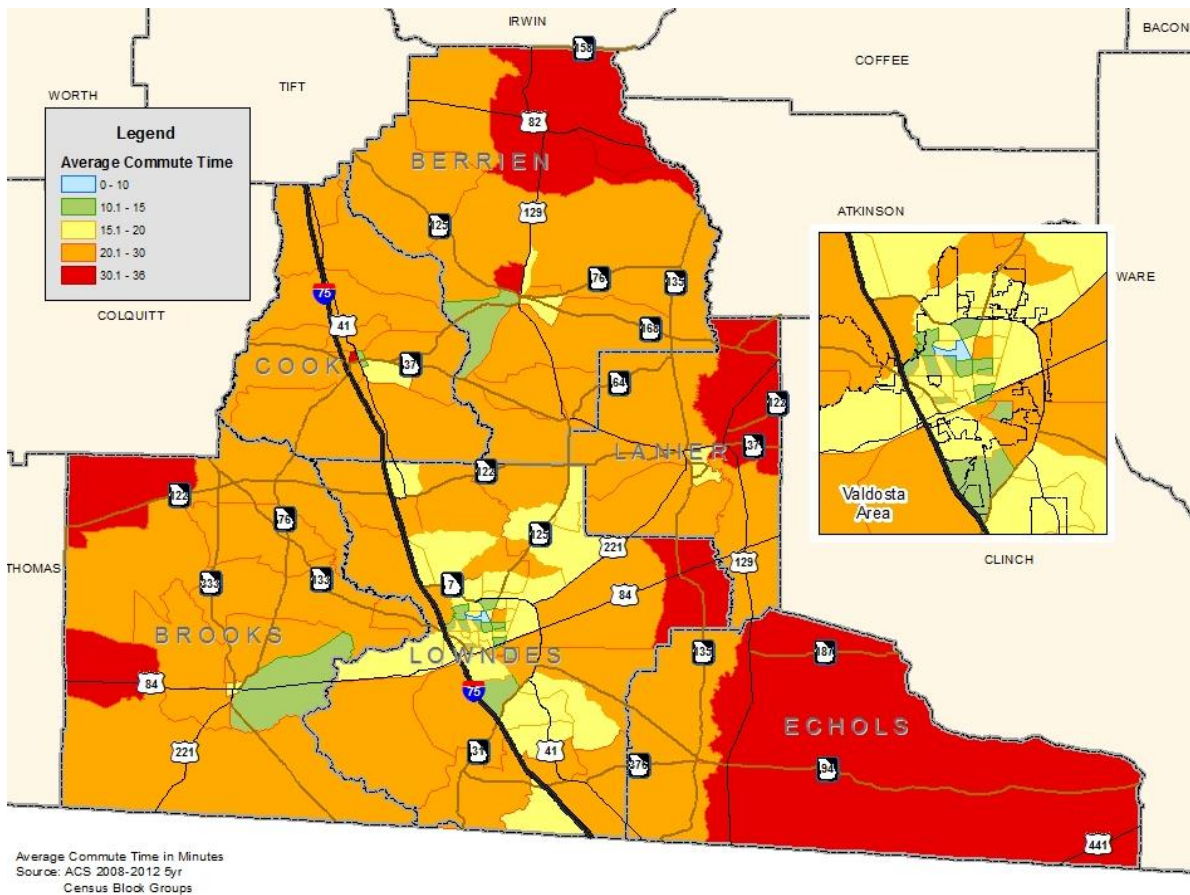 IRWIN
BACON
158
COFFEE
TIFT
WORTH
Legend
Average Commute Time
0 - 10
10.1 - 15
15.1 - 20
20.1 - 30
30.1 - 36
82
BERRIEN
129
125
ATKINSON
WARE
76
135
75
COLQUITT
41
168
COOK
37
64
122
LANIER
37
122
122
Valdosta
Area
76
125
221
THOMAS
333
133
7
84
129
CLINCH
BROOKS
LOWNDES
135
187
84
75
ECHOLS
221
31
41
376
94
441
Average Commute Time in Minutes
Source: ACS 2008-2012 5yr
Census Block Groups